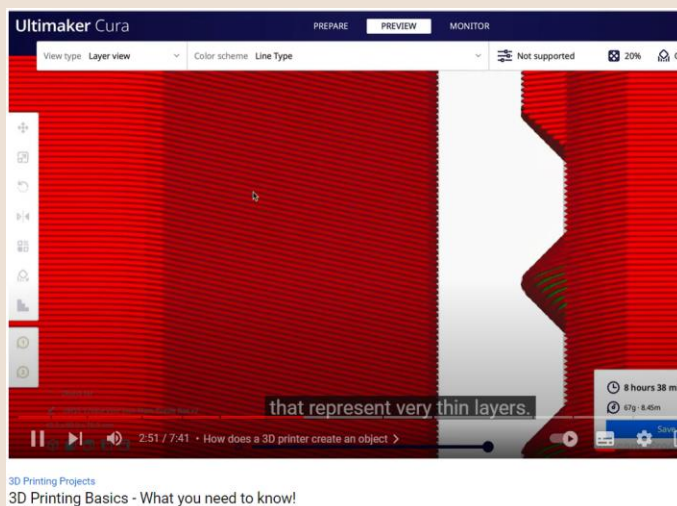 Ultimaker Cura
PREPARE PREVIEW MONITOR
View type Layer view Color scheme Line Type Not supported 20%
that represent very thin layers.
8 hours 38 m
67g · 8.45m
Save
2:51 / 7:41 • How does a 3D printer create an object >
3D Printing Projects
3D Printing Basics - What you need to know!